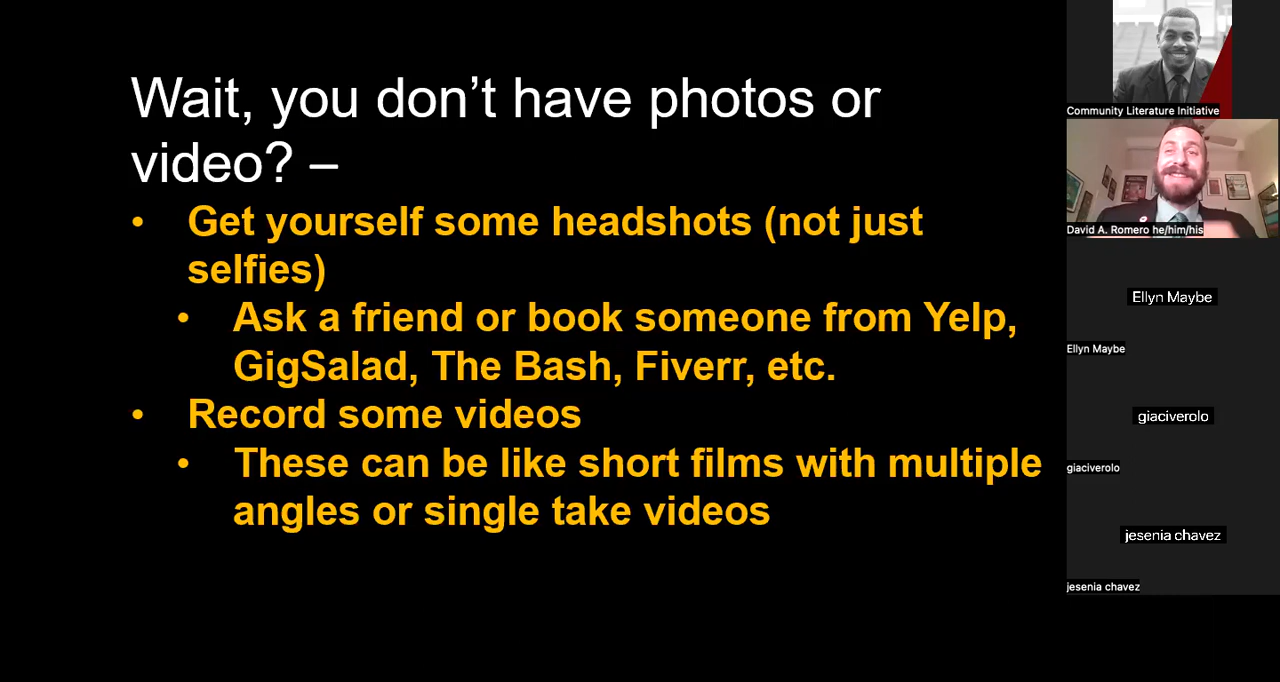 Wait, you don’t have photos or
video? –
• Get yourself some headshots (not just
selfies)
• Ask a friend or book someone from Yelp,
GigSalad, The Bash, Fiverr, etc.
• Record some videos
• These can be like short films with multiple
angles or single take videos
Community Literature Initiative
David A. Romero he/him/his
Ellyn Maybe
Ellyn Maybe
giaciverolo
giaciverolo
jesenia chavez
jesenia chavez